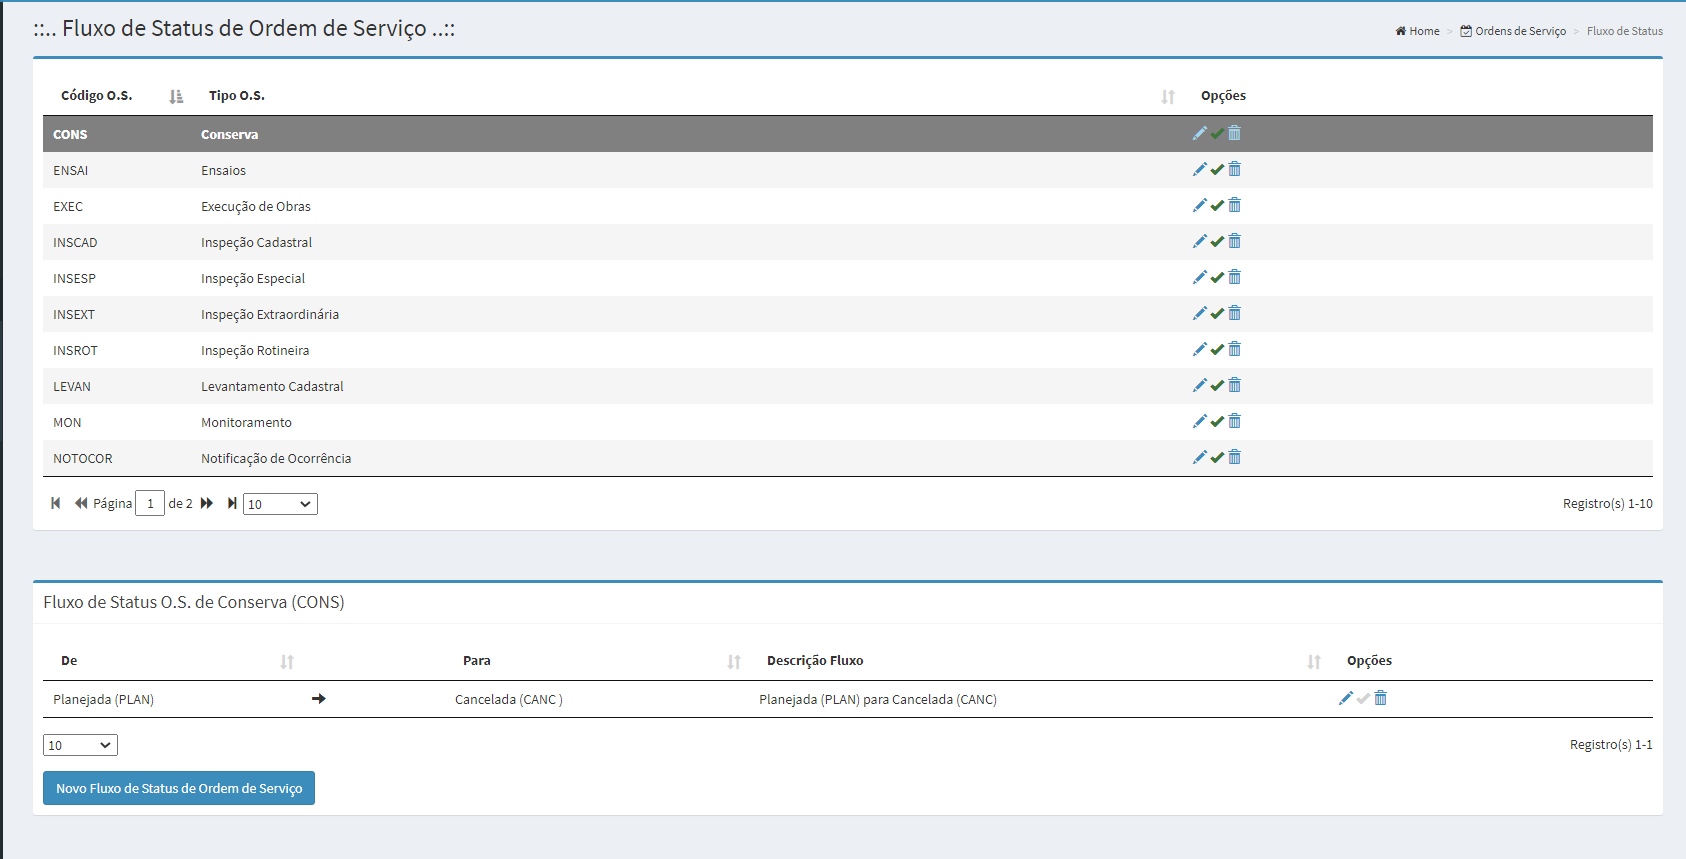 ::.. Fluxo de Status de Ordem de Serviço ..::
Home > Ordens de Serviço > Fluxo de Status
Código O.S. Tipo O.S. Opções
CONS Conserva
ENSAI Ensaios
EXEC Execução de Obras
INSCAD Inspeção Cadastral
INSESP Inspeção Especial
INSEXT Inspeção Extraordinária
INSROT Inspeção Rotineira
LEVAN Levantamento Cadastral
MON Monitoramento
NOTOCOR Notificação de Ocorrência
Página 1 de 2 10 Registro(s) 1-10
Fluxo de Status O.S. de Conserva (CONS)
De Para Descrição Fluxo Opções
Planejada (PLAN) Cancelada (CANC ) Planejada (PLAN) para Cancelada (CANC)
10 Registro(s) 1-1
Novo Fluxo de Status de Ordem de Serviço